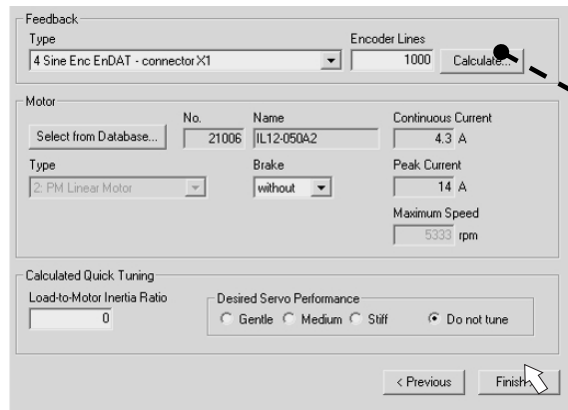 Feedback
Type Encoder Lines
4 Sine Enc EnDAT - connector X1 1000 Calculate...
Motor
No. Name Continuous Current
Select from Database... 21006 IL12-050A2 4.3 A
Type Brake Peak Current
2: PM Linear Motor without 14 A
Maximum Speed
5333 rpm
Calculated Quick Tuning
Load-to-Motor Inertia Ratio Desired Servo Performance
0 Gentle Medium Stiff Do not tune
< Previous Finish